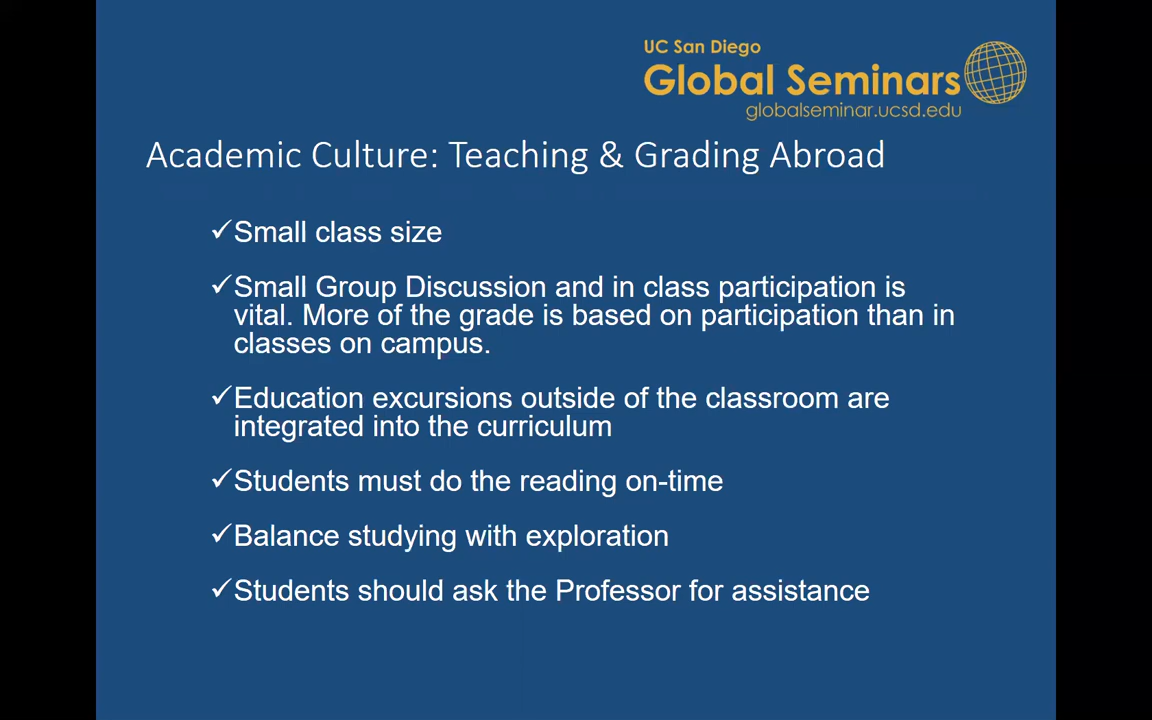 UC San Diego
Global Seminars
globalseminar.ucsd.edu
Academic Culture: Teaching & Grading Abroad
✓Small class size
✓Small Group Discussion and in class participation is
vital. More of the grade is based on participation than in
classes on campus.
✓Education excursions outside of the classroom are
integrated into the curriculum
✓Students must do the reading on-time
✓Balance studying with exploration
✓Students should ask the Professor for assistance